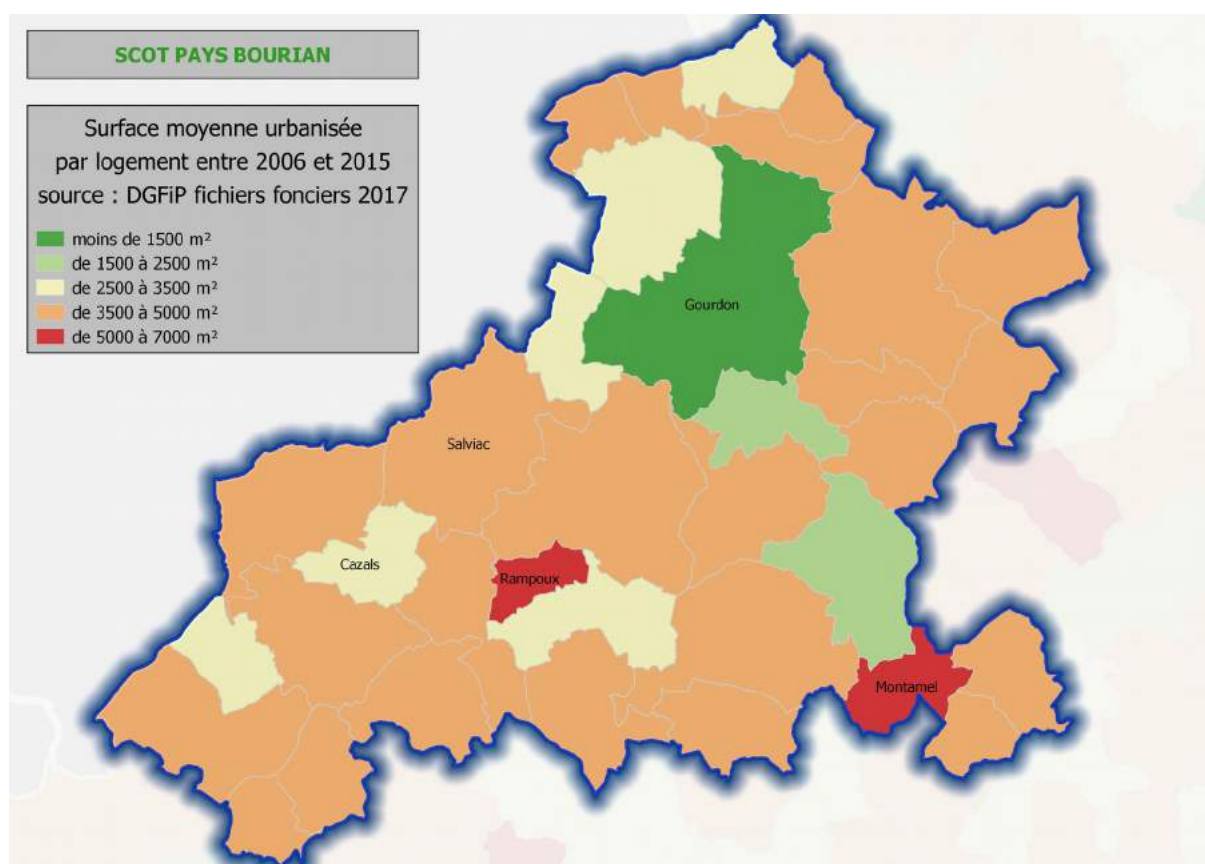 SCOT PAYS BOURIAN
Surface moyenne urbanisée
par logement entre 2006 et 2015
source : DGFiP fichiers fonciers 2017
moins de 1500 m²
de 1500 à 2500 m²
de 2500 à 3500 m²
de 3500 à 5000 m²
de 5000 à 7000 m²
Gourdon
Salviac
Cazals
Rampoux
Montamel